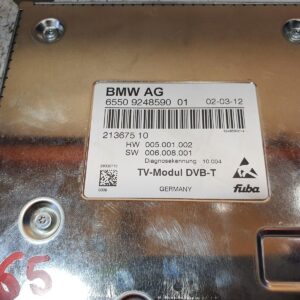 BMW AG
6550 9248590 01 02-03-12
213675 10
HW 005.001.002
SW 006.008.001
Diagnosekennung 10.004
TV-Modul DVB-T
GERMANY
fuba
65